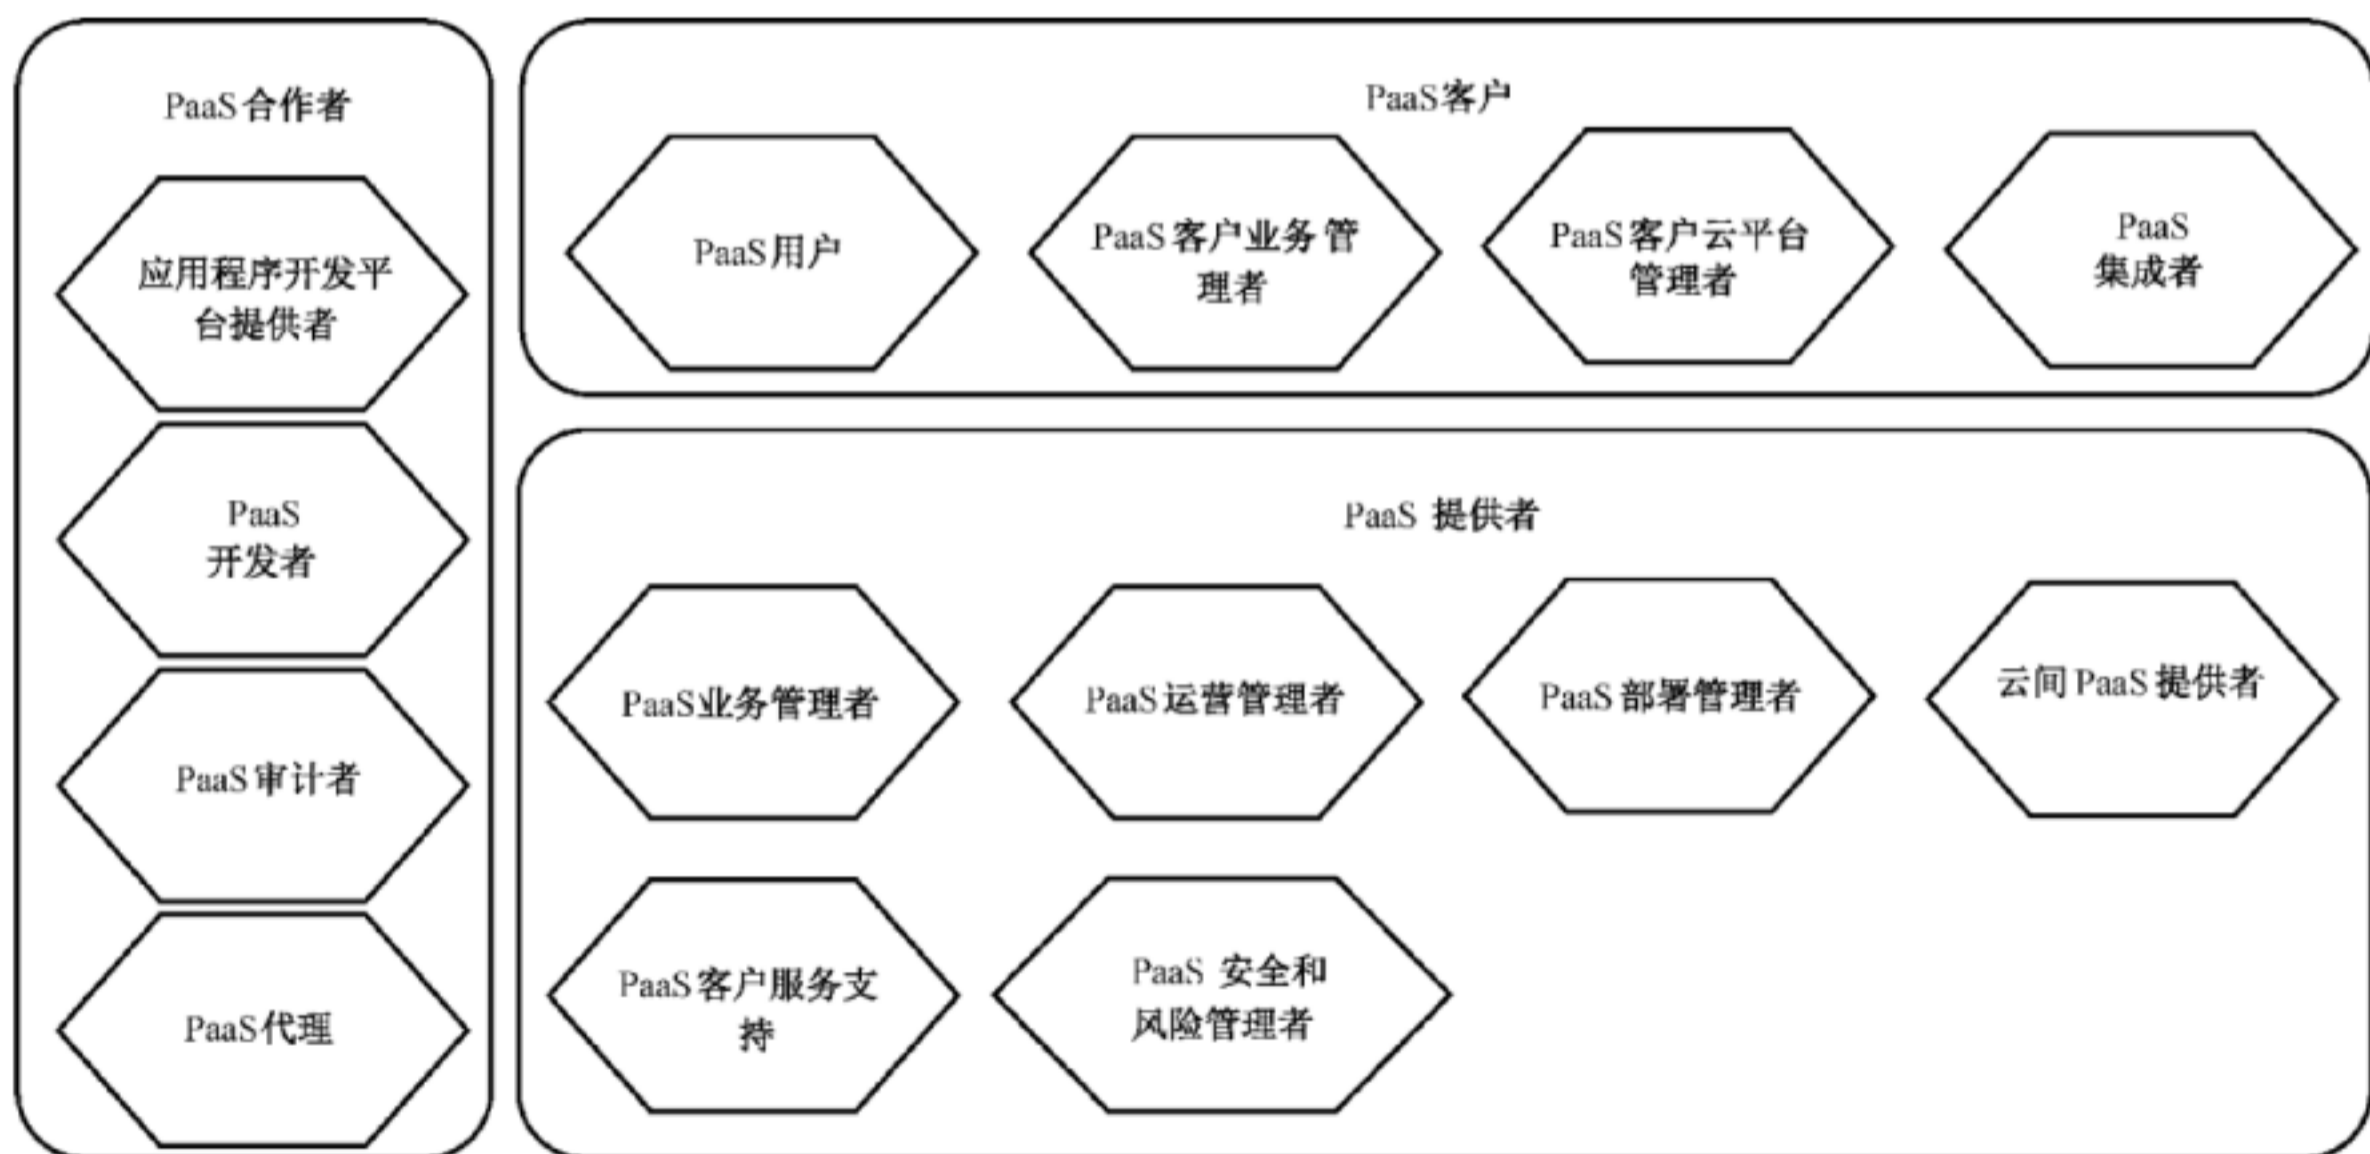 PaaS合作者
应用程序开发平
台提供者
PaaS
开发者
PaaS审计者
PaaS代理
PaaS客户
PaaS用户
PaaS客户业务管
理者
PaaS客户云平台
管理者
PaaS
集成者
PaaS 提供者
PaaS业务管理者
PaaS运营管理者
PaaS部署管理者
云间PaaS提供者
PaaS客户服务支
持
PaaS 安全和
风险管理者